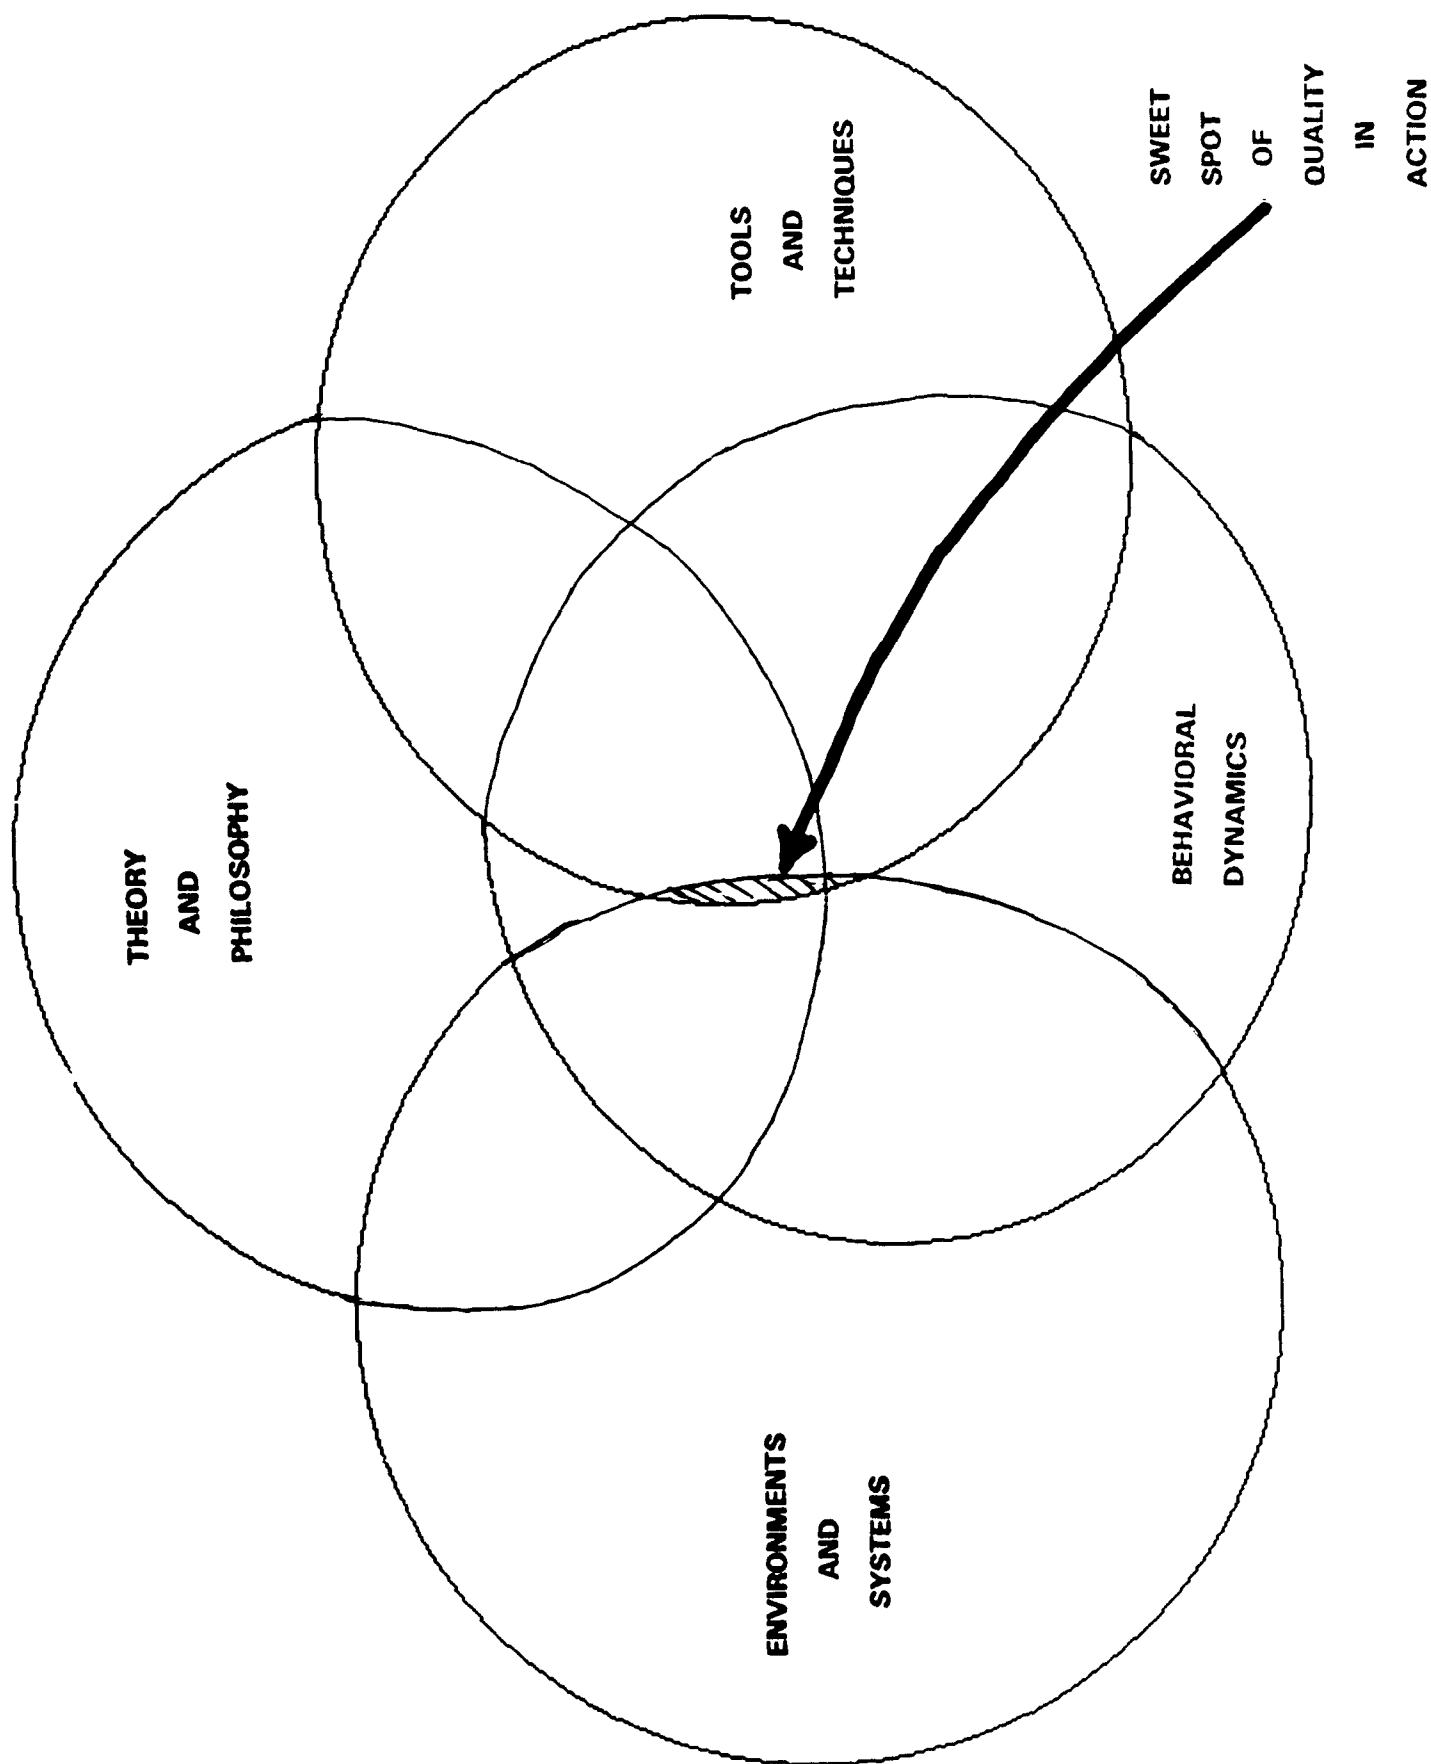 THEORY
AND
PHILOSOPHY
ENVIRONMENTS
AND
SYSTEMS
TOOLS
AND
TECHNIQUES
BEHAVIORAL
DYNAMICS
SWEET
SPOT
OF
QUALITY
IN
ACTION